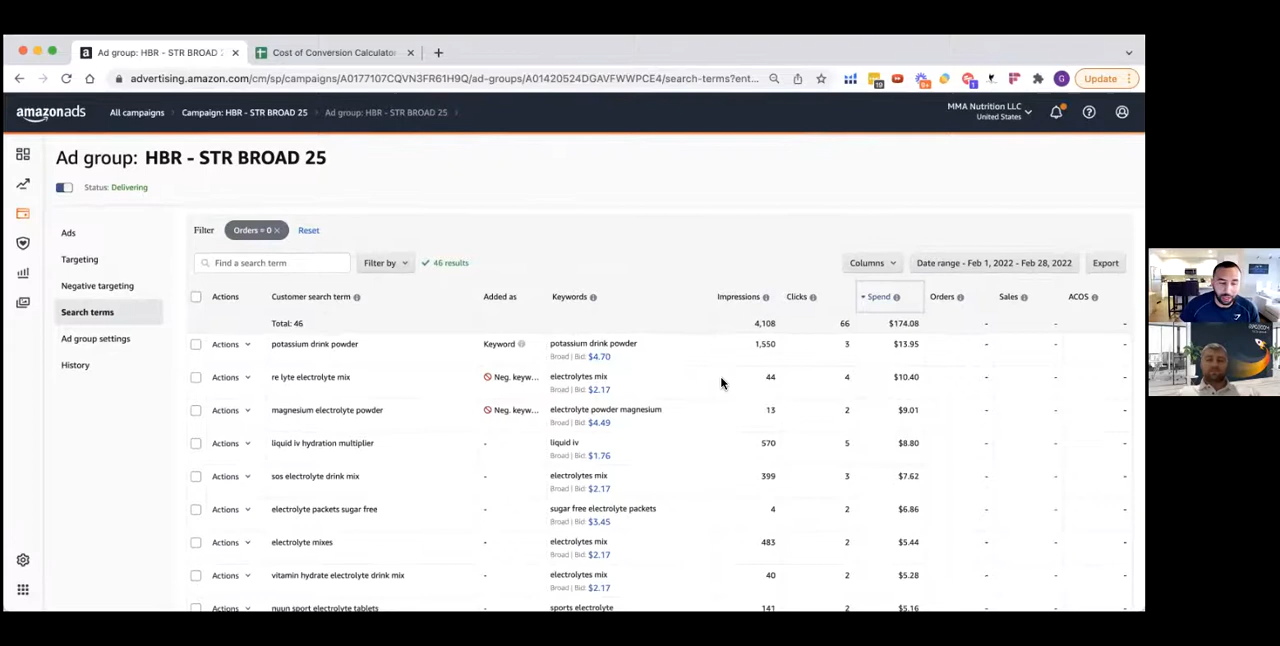 Ad group: HBR - STR BROAD
Cost of Conversion Calculator
advertising.amazon.com/cm/sp/campaigns/A0177107CQVN3FR61H9Q/ad-groups/A01420524DGAVFWWPCE4/search-terms?ent...
19
9+
1
G
Update
amazonads
All campaigns
Campaign: HBR - STR BROAD 25
Ad group: HBR - STR BROAD 25
MMA Nutrition LLC
United States
Ad group: HBR - STR BROAD 25
Status: Delivering
Ads
Targeting
Negative targeting
Search terms
Ad group settings
History
Filter Orders = 0 × Reset
Find a search term Filter by 46 results Columns Date range - Feb 1, 2022 - Feb 28, 2022 Export
Actions Customer search term Added as Keywords Impressions Clicks Spend Orders Sales ACOS
Total: 46 4,108 66 $174.08 - - -
Actions potassium drink powder Keyword potassium drink powder 1,550 3 $13.95 - - -
Broad | Bid: $4.70
Actions re lyte electrolyte mix Neg. keyw... electrolytes mix 44 4 $10.40 - - -
Broad | Bid: $2.17
Actions magnesium electrolyte powder Neg. keyw... electrolyte powder magnesium 13 2 $9.01 - - -
Broad | Bid: $4.49
Actions liquid iv hydration multiplier - liquid iv 570 5 $8.80 - - -
Broad | Bid: $1.76
Actions sos electrolyte drink mix - electrolytes mix 399 3 $7.62 - - -
Broad | Bid: $2.17
Actions electrolyte packets sugar free - sugar free electrolyte packets 4 2 $6.86 - - -
Broad | Bid: $3.45
Actions electrolyte mixes - electrolytes mix 483 2 $5.44 - - -
Broad | Bid: $2.17
Actions vitamin hydrate electrolyte drink mix - electrolytes mix 40 2 $5.28 - - -
Broad | Bid: $2.17
Actions nuun sport electrolyte tablets - sports electrolyte 141 2 $5.16 - - -